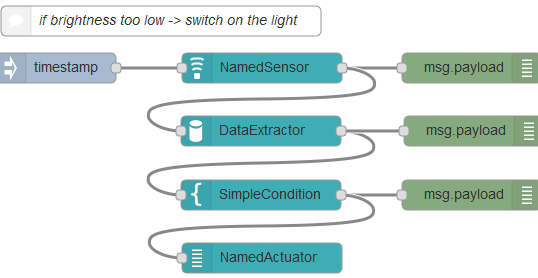 if brightness too low -> switch on the light
timestamp NamedSensor msg.payload
DataExtractor msg.payload
SimpleCondition msg.payload
NamedActuator